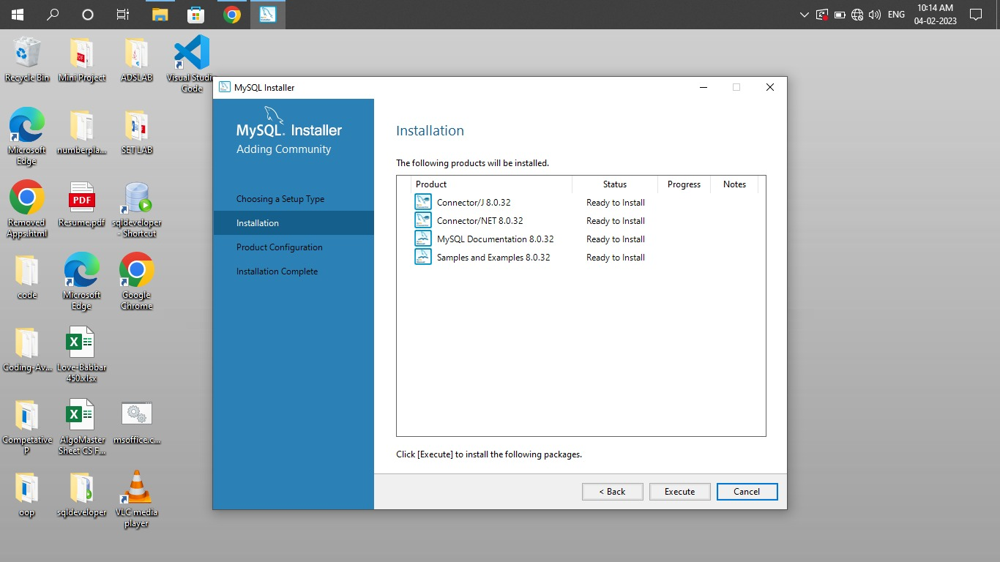 ENG
10:14 AM
04-02-2023
Recycle Bin
Mini Project
ADSLAB
Visual Studi
Code
Microsoft
Edge
numberpla...
SET LAB
Removed
Apps.html
PDF
Resume.pdf
sqldeveloper
- Shortcut
code
Microsoft
Edge
Google
Chrome
Coding-Av...
Love-Babbar
450.xlsx
Competative
P
AlgoMaster
Sheet CS F...
msoffice.c...
oop
sqldeveloper
VLC media
player
MySQL Installer
MySQL. Installer
Adding Community
Choosing a Setup Type
Installation
Product Configuration
Installation Complete
Installation
The following products will be installed.
Product Status Progress Notes
Connector/J 8.0.32 Ready to Install
Connector/NET 8.0.32 Ready to Install
MySQL Documentation 8.0.32 Ready to Install
Samples and Examples 8.0.32 Ready to Install
Click [Execute] to install the following packages.
< Back Execute Cancel